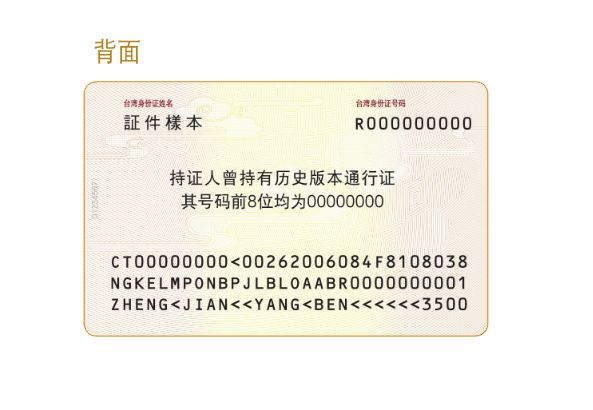 背面
台湾身份证姓名 台湾身份证号码
証件樣本 R000000000
持证人曾持有历史版本通行证
其号码前8位均为00000000
01234567
CT00000000<00262006084F8108038
NGKELMPONBPJLBLOAABR0000000001
ZHENG<JIAN<<YANG<BEN<<<<<<3500